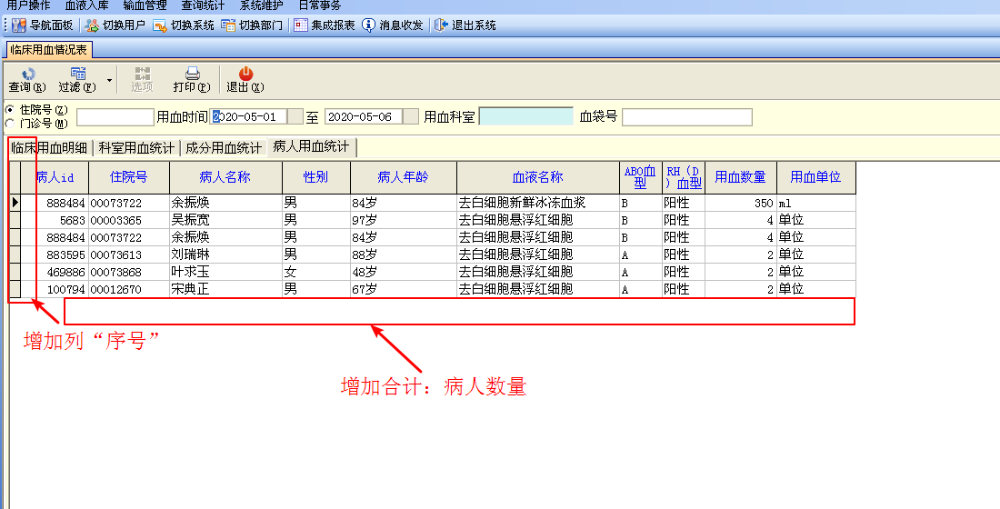 用户操作 血液入库 输血管理 查询统计 系统维护 日常事务
导航面板 切换用户 切换系统 切换部门 集成报表 消息收发 退出系统
临床用血情况表
查询(R) 过滤(F) 选项 打印(P) 退出(X)
住院号(Z)
门诊号(M)
用血时间 2020-05-01 至 2020-05-06 用血科室 血袋号
临床用血明细 科室用血统计 成分用血统计 病人用血统计
病人id 住院号 病人名称 性别 病人年龄 血液名称 ABO血型 RH(D)血型 用血数量 用血单位
888484 00073722 余振焕 男 84岁 去白细胞新鲜冰冻血浆 B 阳性 350 ml
5683 00003365 吴振宽 男 97岁 去白细胞悬浮红细胞 B 阳性 4 单位
888484 00073722 余振焕 男 84岁 去白细胞悬浮红细胞 B 阳性 4 单位
883595 00073613 刘瑞琳 男 88岁 去白细胞悬浮红细胞 A 阳性 2 单位
469886 00073868 叶求玉 女 48岁 去白细胞悬浮红细胞 A 阳性 2 单位
100794 00012670 宋典正 男 67岁 去白细胞悬浮红细胞 A 阳性 2 单位
增加列“序号”
增加合计：病人数量